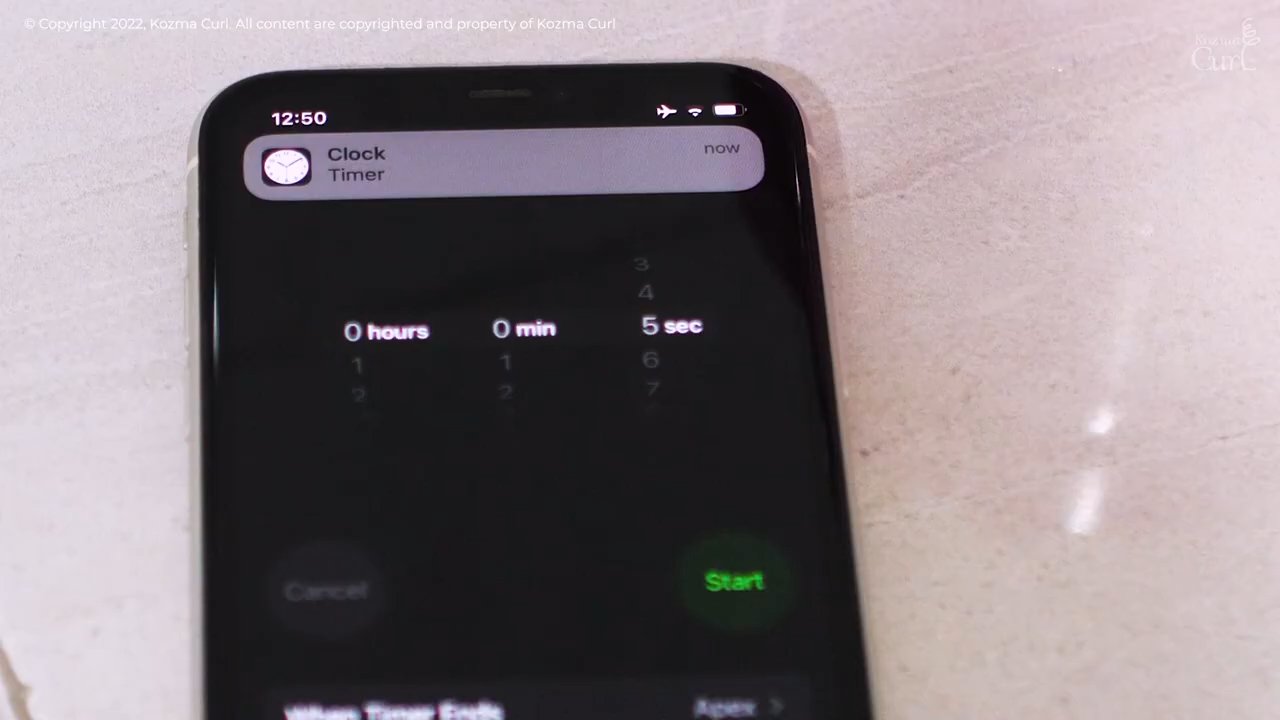 © Copyright 2022, Kozma Curl. All content are copyrighted and property of Kozma Curl
Kozma
Curl
12:50
Clock
now
Timer
3
4
0 hours 0 min 5 sec
1 1 6
2 2 7
Cancel
Start
When Timer Ends Apex >